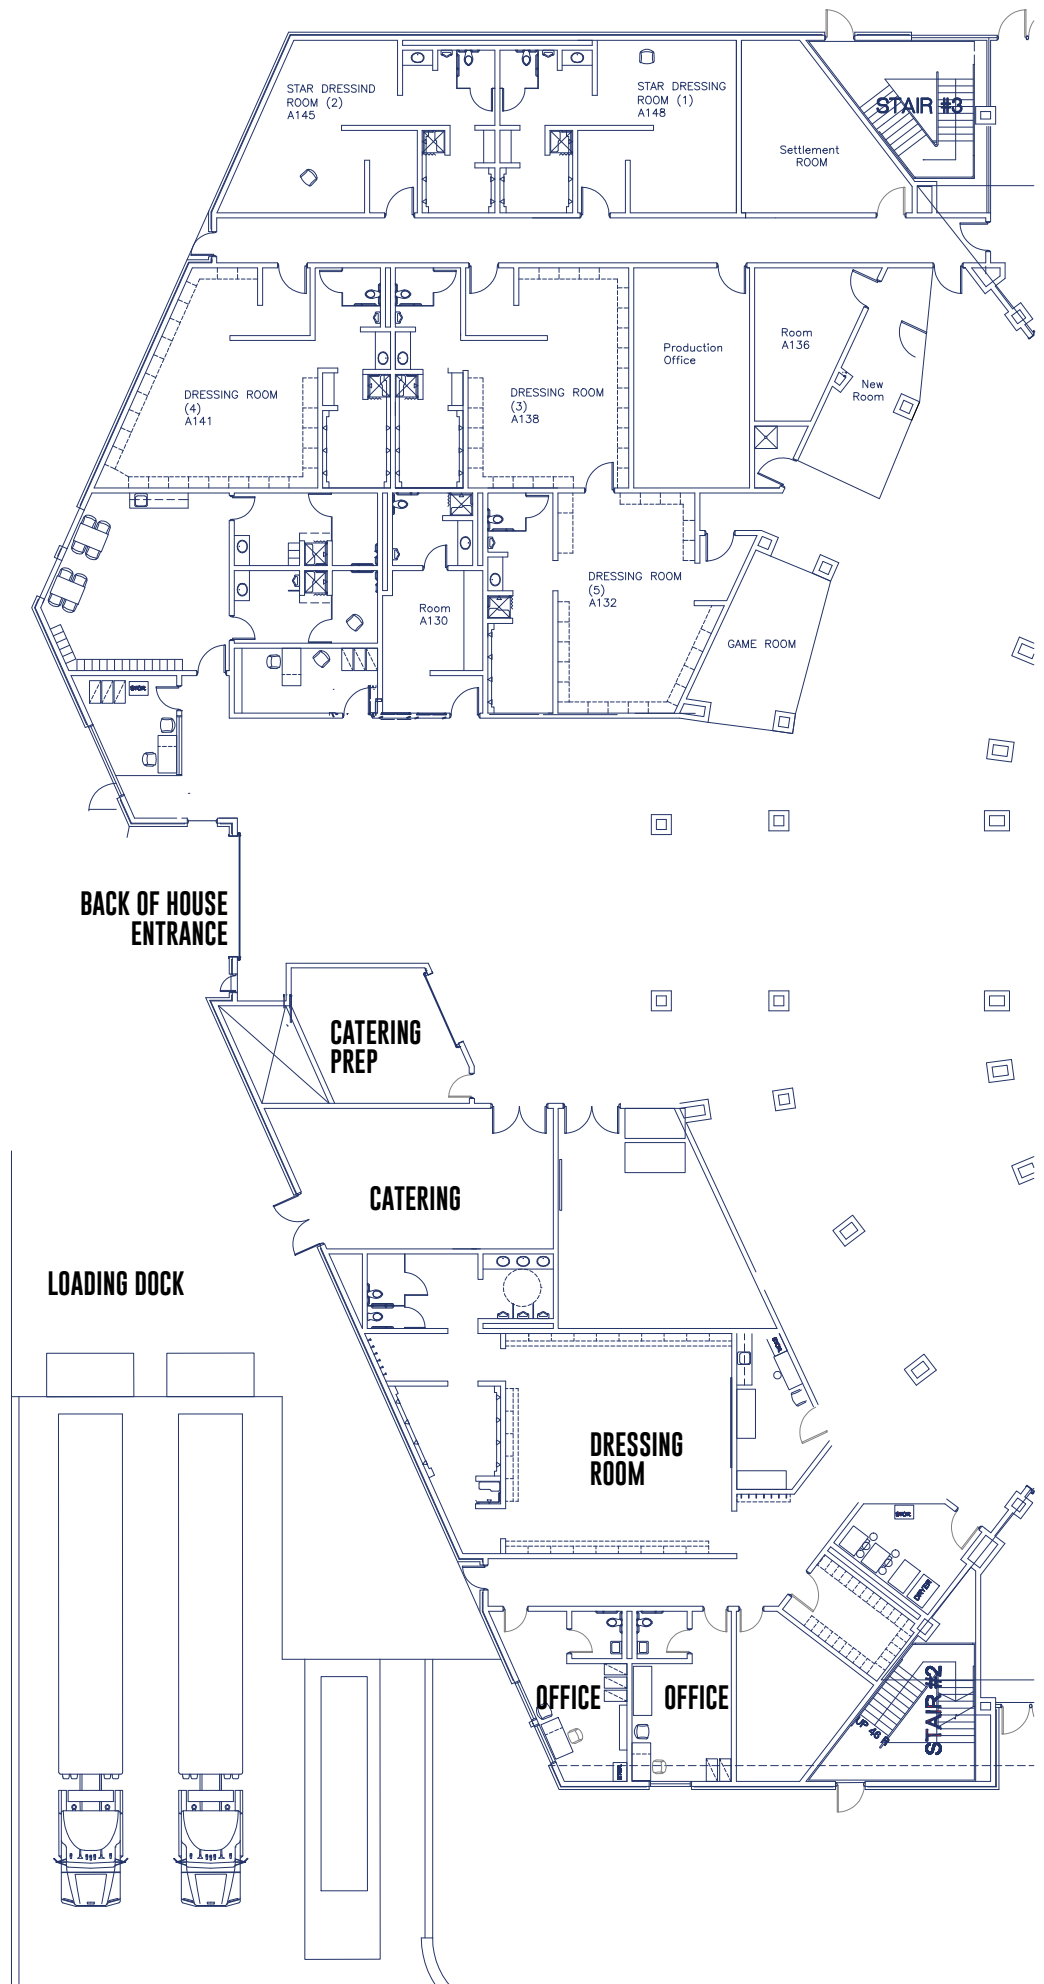 STAR DRESSIND
ROOM (2)
A145
STAR DRESSING
ROOM (1)
A148
STAIR #3
Settlement
ROOM
DRESSING ROOM
(4)
A141
DRESSING ROOM
(3)
A138
Production
Office
Room
A136
New
Room
DRESSING ROOM
(5)
A132
Room
A130
GAME ROOM
BACK OF HOUSE
ENTRANCE
CATERING
PREP
CATERING
LOADING DOCK
DRESSING
ROOM
DRYER
OFFICE
OFFICE
STAIR #2